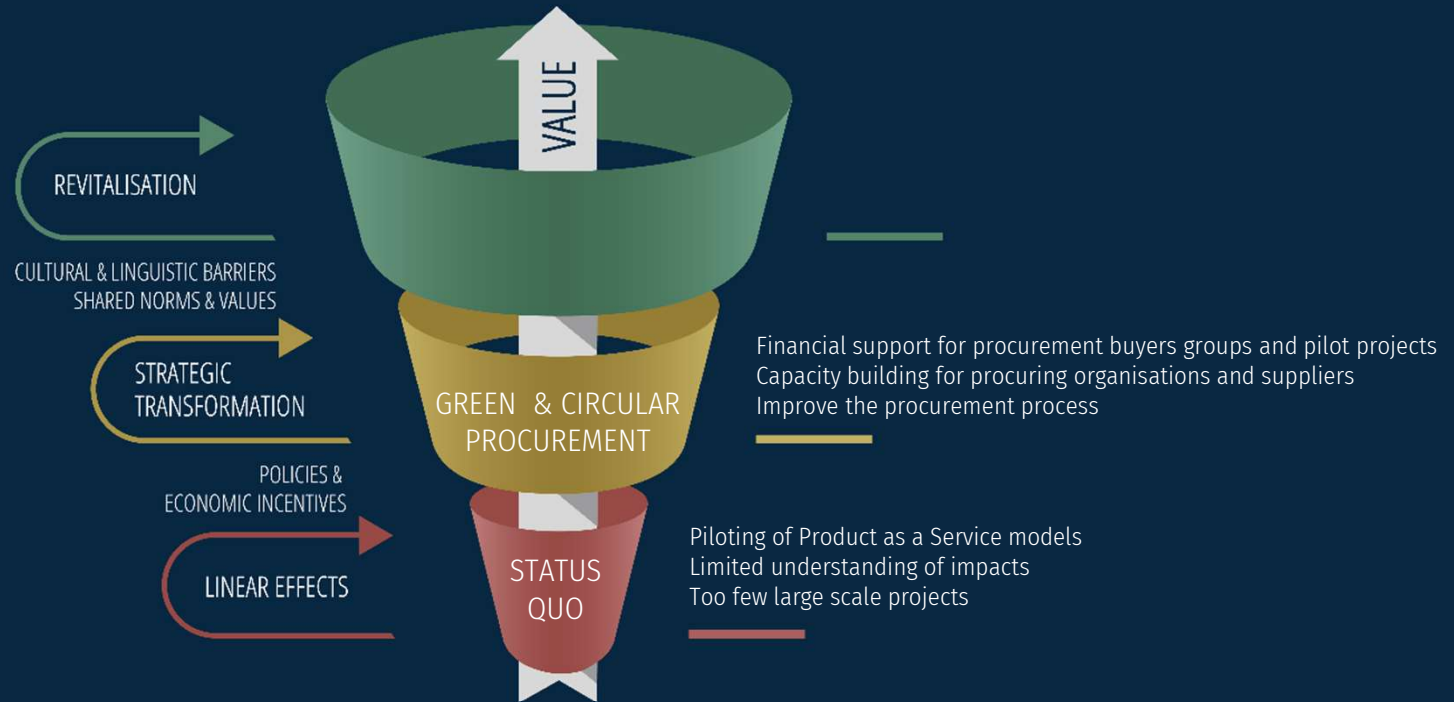 VALUE
REVITALISATION
CULTURAL & LINGUISTIC BARRIERS
SHARED NORMS & VALUES
STRATEGIC
TRANSFORMATION
GREEN & CIRCULAR
PROCUREMENT
Financial support for procurement buyers groups and pilot projects
Capacity building for procuring organisations and suppliers
Improve the procurement process
POLICIES &
ECONOMIC INCENTIVES
LINEAR EFFECTS
STATUS
QUO
Piloting of Product as a Service models
Limited understanding of impacts
Too few large scale projects